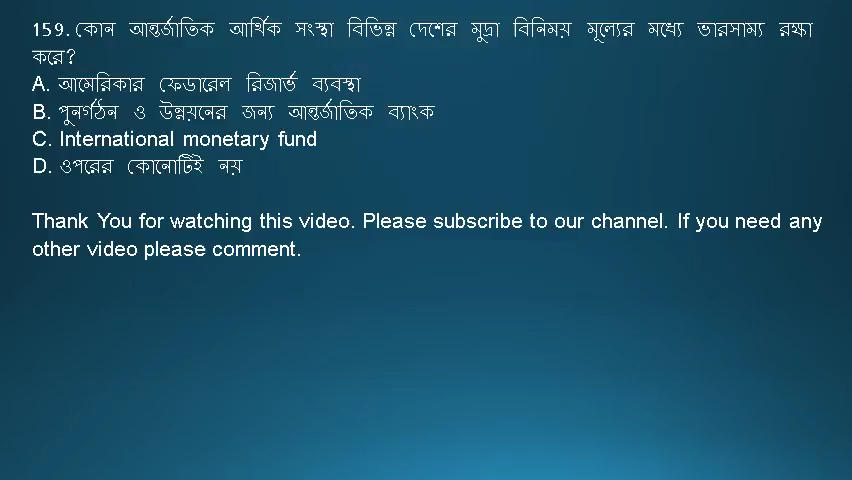 159. কোন আন্তর্জাতিক আর্থিক সংস্থা বিভিন্ন দেশের মুদ্রা বিনিময় মূল্যের মধ্যে ভারসাম্য রক্ষা
করে?
A. আমেরিকার ফেডারেল রিজার্ভ ব্যবস্থা
B. পুনর্গঠন ও উন্নয়নের জন্য আন্তর্জাতিক ব্যাংক
C. International monetary fund
D. ওপরের কোনোটিই নয়
Thank You for watching this video. Please subscribe to our channel. If you need any
other video please comment.